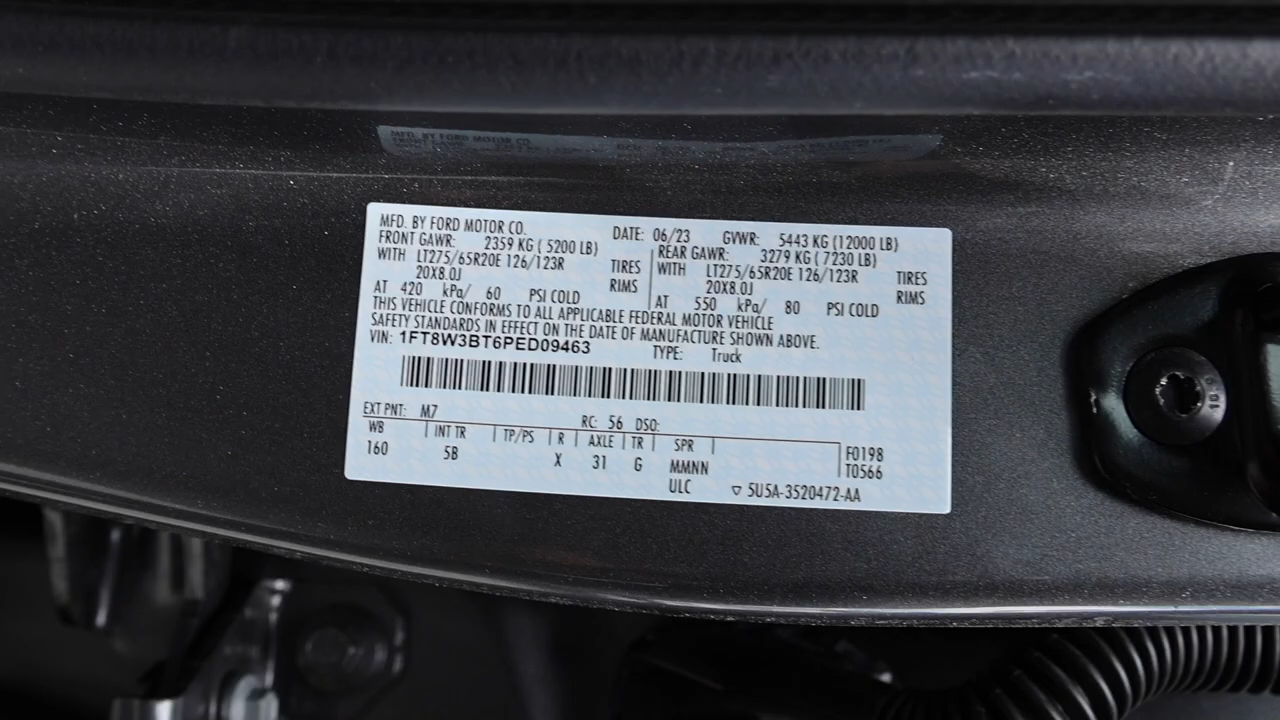 MFD. BY FORD MOTOR CO.
MFD. BY FORD MOTOR CO. DATE: 06/23 GVWR: 5443 KG (12000 LB)
FRONT GAWR: 2359 KG ( 5200 LB) REAR GAWR: 3279 KG ( 7230 LB)
WITH LT275/65R20E 126/123R TIRES WITH LT275/65R20E 126/123R TIRES
20X8.0J RIMS 20X8.0J RIMS
AT 420 kPa/ 60 PSI COLD AT 550 kPa/ 80 PSI COLD
THIS VEHICLE CONFORMS TO ALL APPLICABLE FEDERAL MOTOR VEHICLE
SAFETY STANDARDS IN EFFECT ON THE DATE OF MANUFACTURE SHOWN ABOVE.
VIN: 1FT8W3BT6PED09463 TYPE: Truck
EXT PNT: M7 RC: 56 DSO:
WB INT TR TP/PS R AXLE TR SPR F0198
160 5B X 31 G MMNN T0566
ULC ▽ 5U5A-3520472-AA